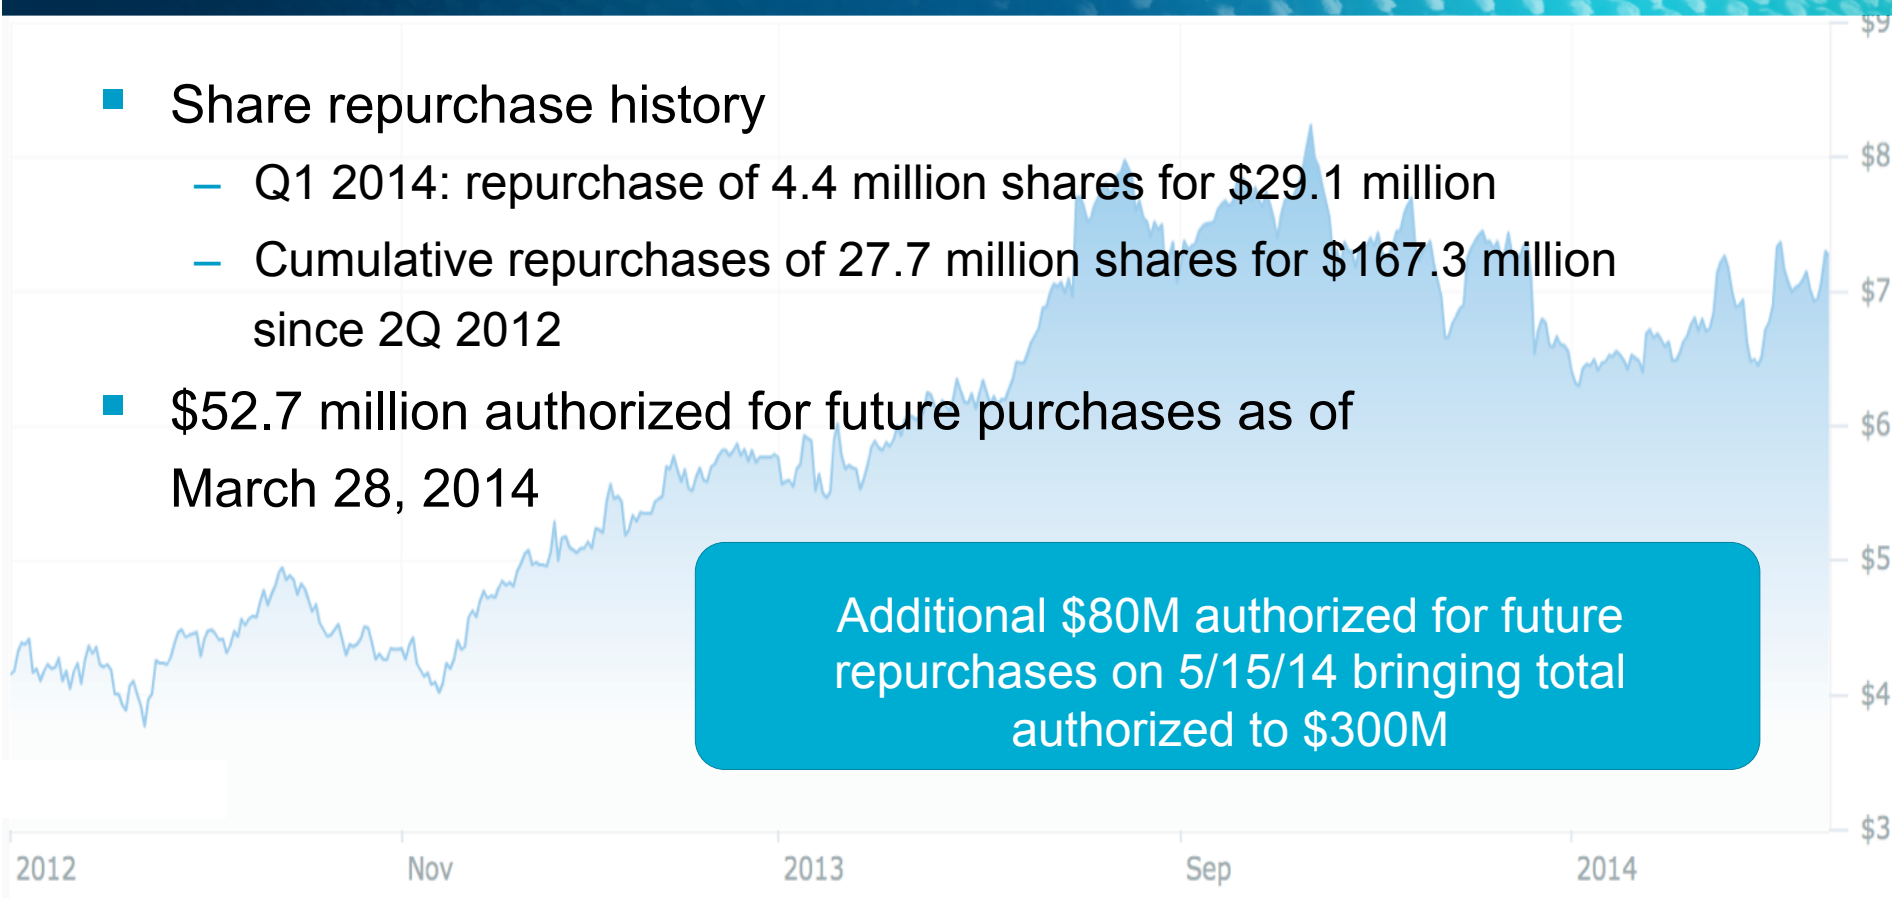 Share repurchase history
– Q1 2014: repurchase of 4.4 million shares for $29.1 million
– Cumulative repurchases of 27.7 million shares for $167.3 million
since 2Q 2012
$52.7 million authorized for future purchases as of
March 28, 2014
Additional $80M authorized for future
repurchases on 5/15/14 bringing total
authorized to $300M
$9
$8
$7
$6
$5
$4
$3
2012 Nov 2013 Sep 2014